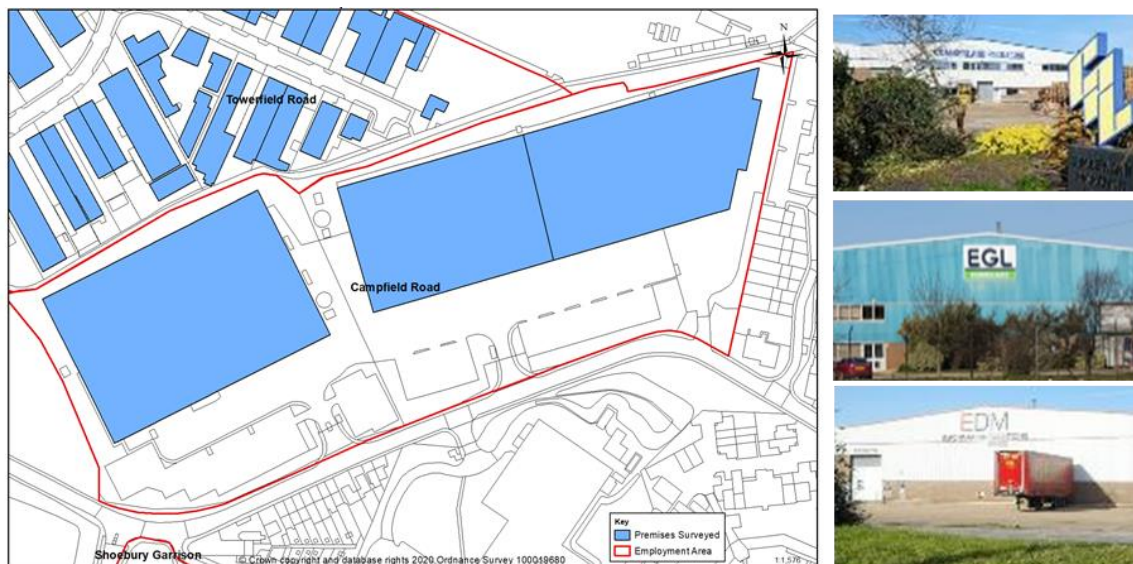 N
Towerfield Road
Campfield Road
Shoebury Garrison
Key
Premises Surveyed
Employment Area
© Crown copyright and database rights 2020 Ordnance Survey 100019680
1:1,576
EGL
EDM